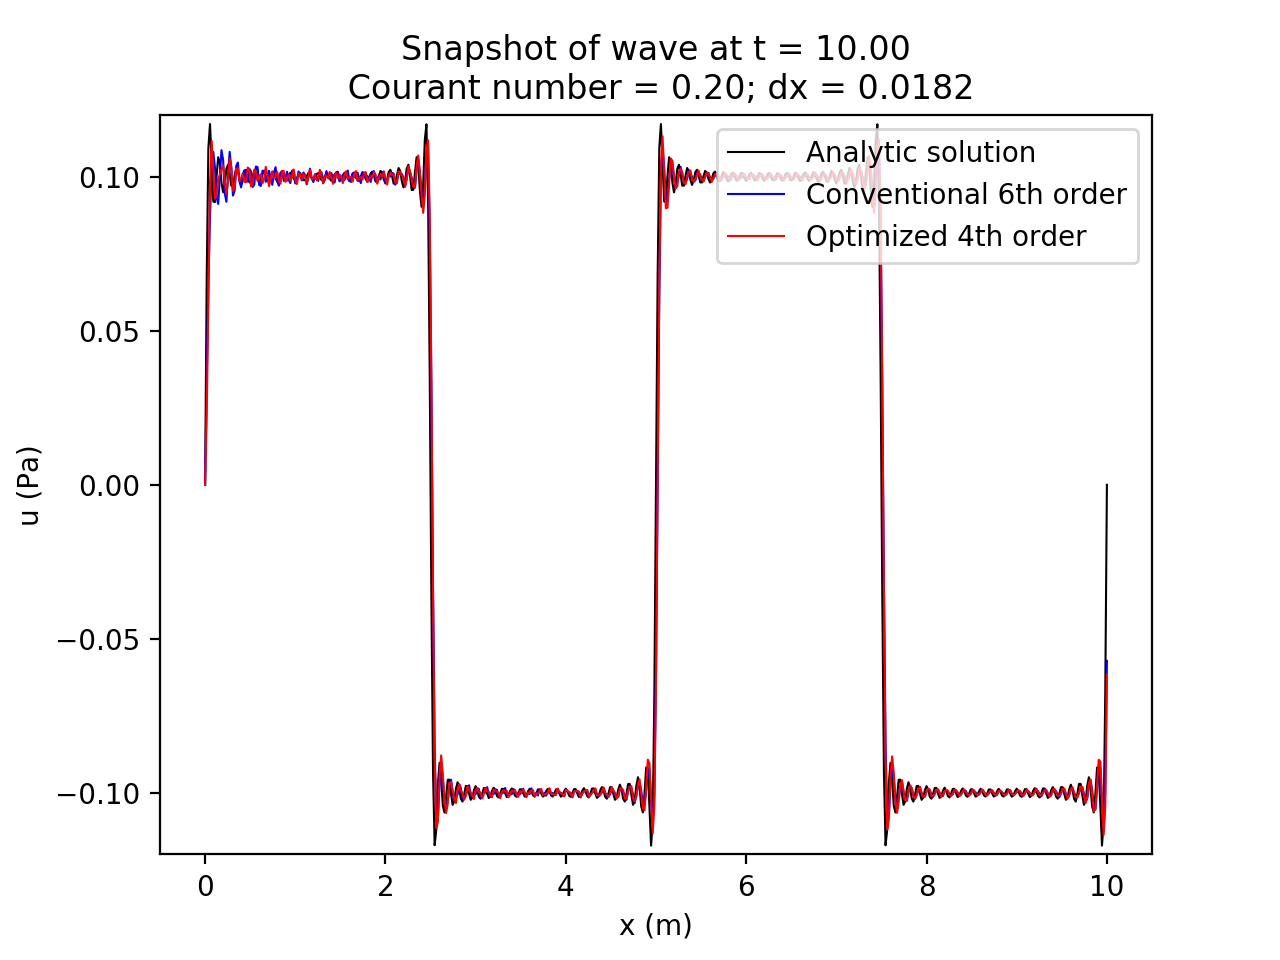 Snapshot of wave at t = 10.00
Courant number = 0.20; dx = 0.0182
Analytic solution
Conventional 6th order
Optimized 4th order
0.10
0.05
0.00
−0.05
−0.10
u (Pa)
0 2 4 6 8 10
x (m)